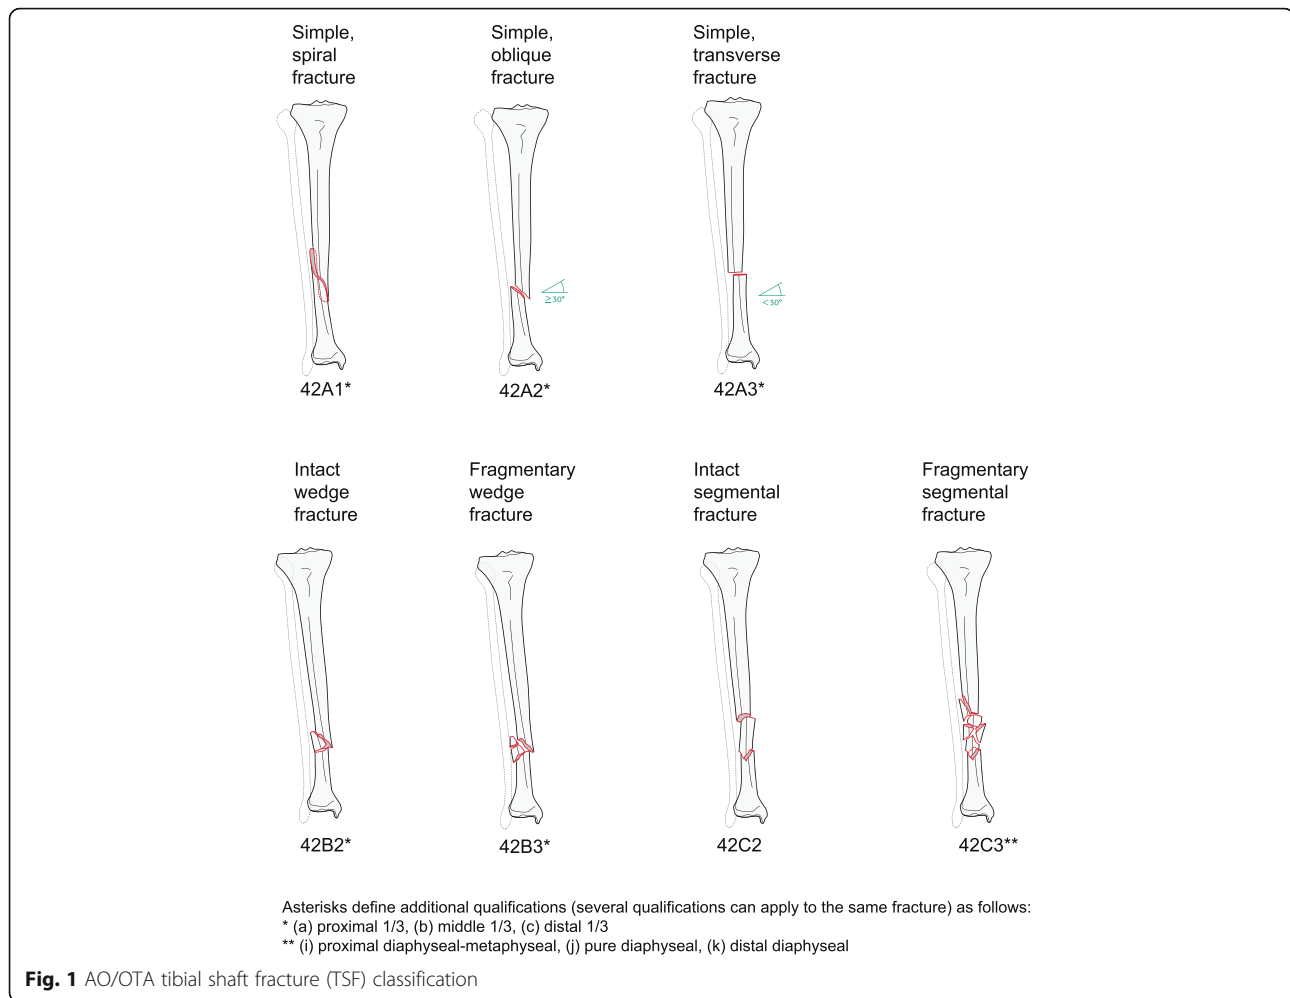 Simple,
spiral
fracture
Simple,
oblique
fracture
Simple,
transverse
fracture
≥30°
<30°
42A1*
42A2*
42A3*
Intact
wedge
fracture
Fragmentary
wedge
fracture
Intact
segmental
fracture
Fragmentary
segmental
fracture
42B2*
42B3*
42C2
42C3**
Asterisks define additional qualifications (several qualifications can apply to the same fracture) as follows:
* (a) proximal 1/3, (b) middle 1/3, (c) distal 1/3
** (i) proximal diaphyseal-metaphyseal, (j) pure diaphyseal, (k) distal diaphyseal
Fig. 1 AO/OTA tibial shaft fracture (TSF) classification